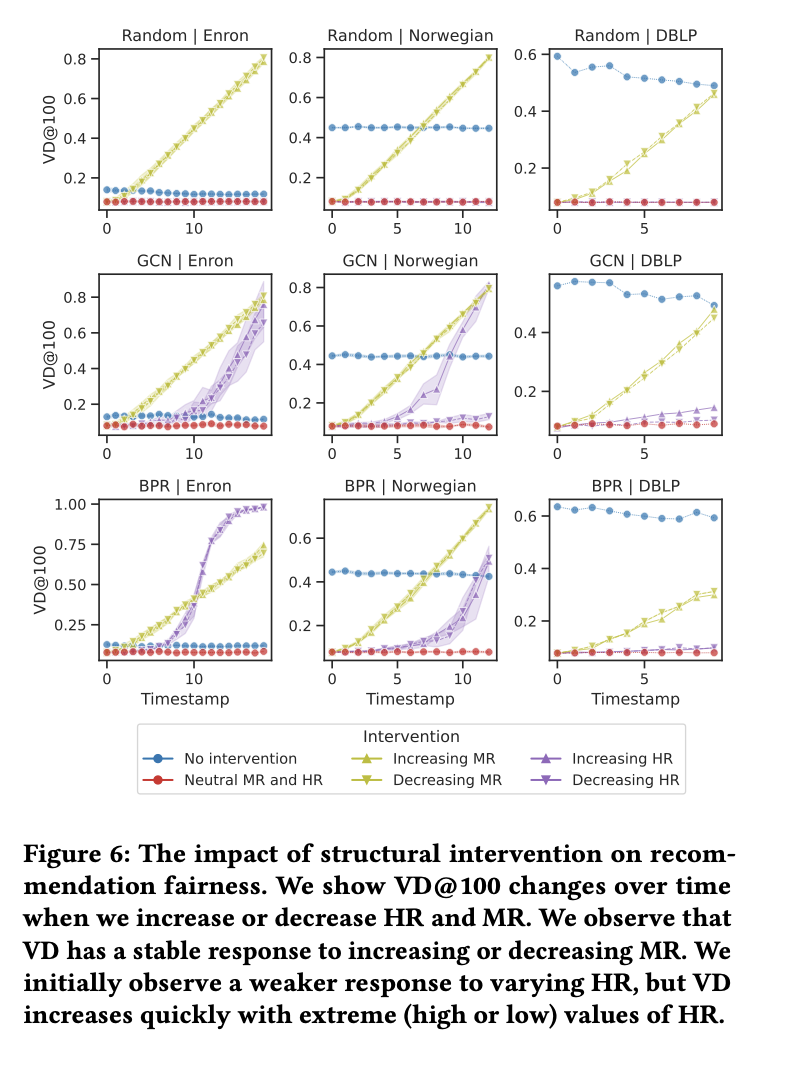 Random | Enron
Random | Norwegian
Random | DBLP
VD@100
0.8
0.6
0.4
0.2
0
10
0.8
0.6
0.4
0.2
0
5
10
0.6
0.4
0.2
0
5
GCN | Enron
GCN | Norwegian
GCN | DBLP
VD@100
0.8
0.6
0.4
0.2
0
10
0.8
0.6
0.4
0.2
0
5
10
0.4
0.2
0
5
BPR | Enron
BPR | Norwegian
BPR | DBLP
VD@100
1.00
0.75
0.50
0.25
0
10
Timestamp
0.6
0.4
0.2
0
5
10
Timestamp
0.6
0.4
0.2
0
5
Timestamp
Intervention
No intervention
Increasing MR
Increasing HR
Neutral MR and HR
Decreasing MR
Decreasing HR
Figure 6: The impact of structural intervention on recom-
mendation fairness. We show VD@100 changes over time
when we increase or decrease HR and MR. We observe that
VD has a stable response to increasing or decreasing MR. We
initially observe a weaker response to varying HR, but VD
increases quickly with extreme (high or low) values of HR.